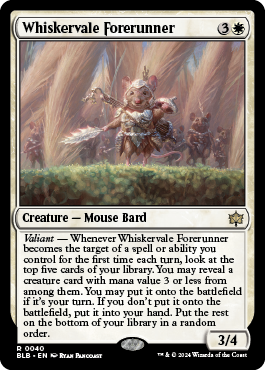 Whiskervale Forerunner 3
Creature — Mouse Bard
Valiant — Whenever Whiskervale Forerunner
becomes the target of a spell or ability you
control for the first time each turn, look at the
top five cards of your library. You may reveal a
creature card with mana value 3 or less from
among them. You may put it onto the battlefield
if it's your turn. If you don't put it onto the
battlefield, put it into your hand. Put the rest
on the bottom of your library in a random
order.
3/4
R 0040
BLB • EN Ryan Pancoast
™ & © 2024 Wizards of the Coast